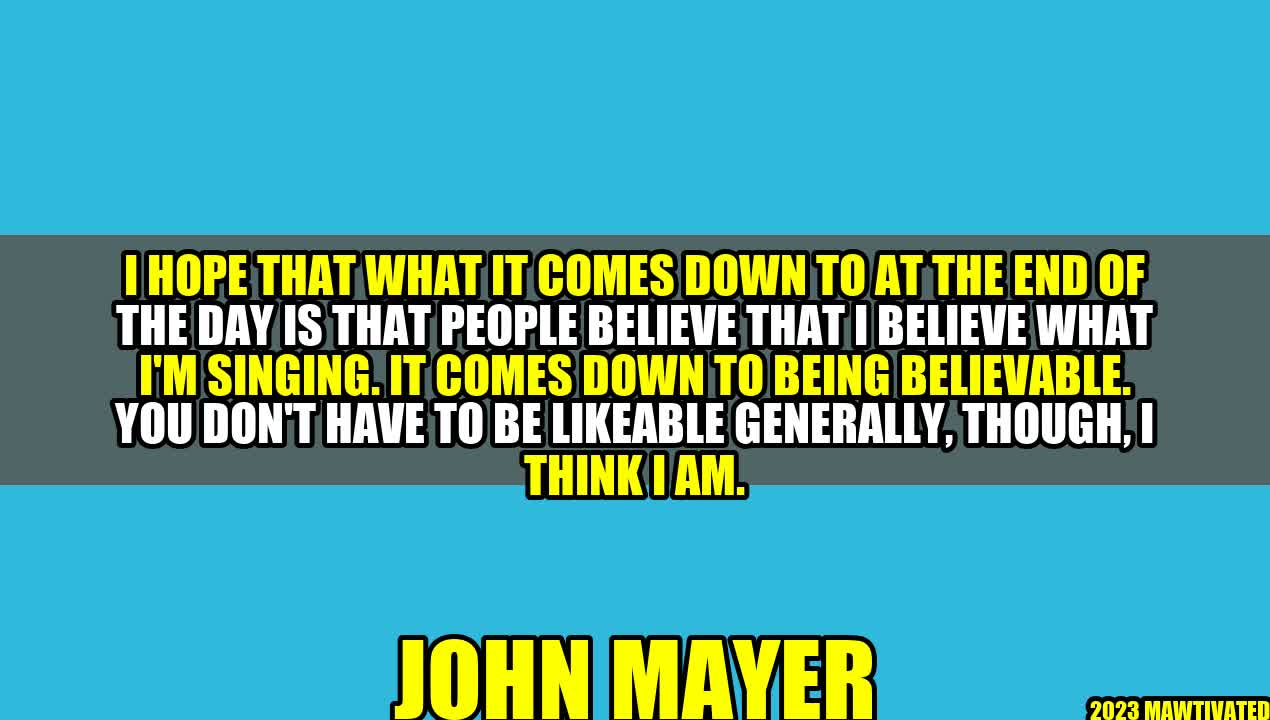 I HOPE THAT WHAT IT COMES DOWN TO AT THE END OF
THE DAY IS THAT PEOPLE BELIEVE THAT I BELIEVE WHAT
I'M SINGING. IT COMES DOWN TO BEING BELIEVABLE.
YOU DON'T HAVE TO BE LIKEABLE GENERALLY, THOUGH, I
THINK I AM.
JOHN MAYER
2023 MAWTIVATED